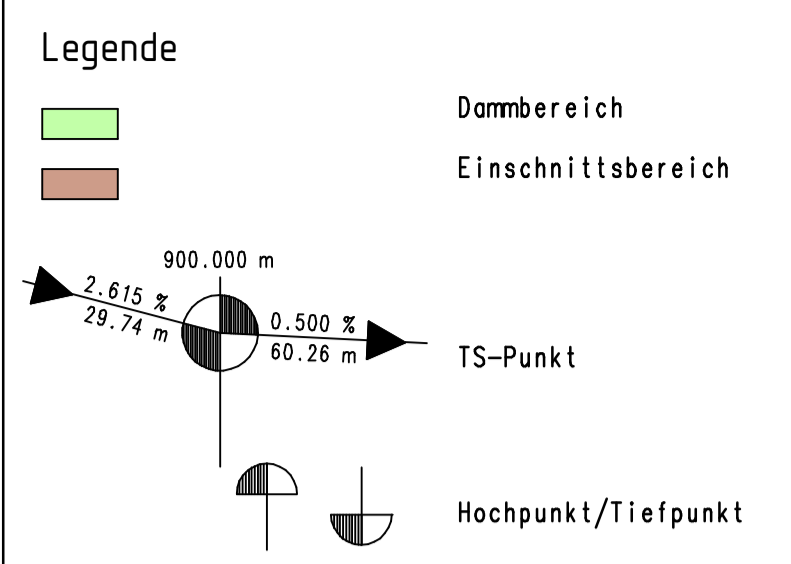 Legende
Dammbereich
Einschnittsbereich
900.000 m
2.615 %
29.74 m
0.500 %
60.26 m
TS-Punkt
Hochpunkt/Tiefpunkt